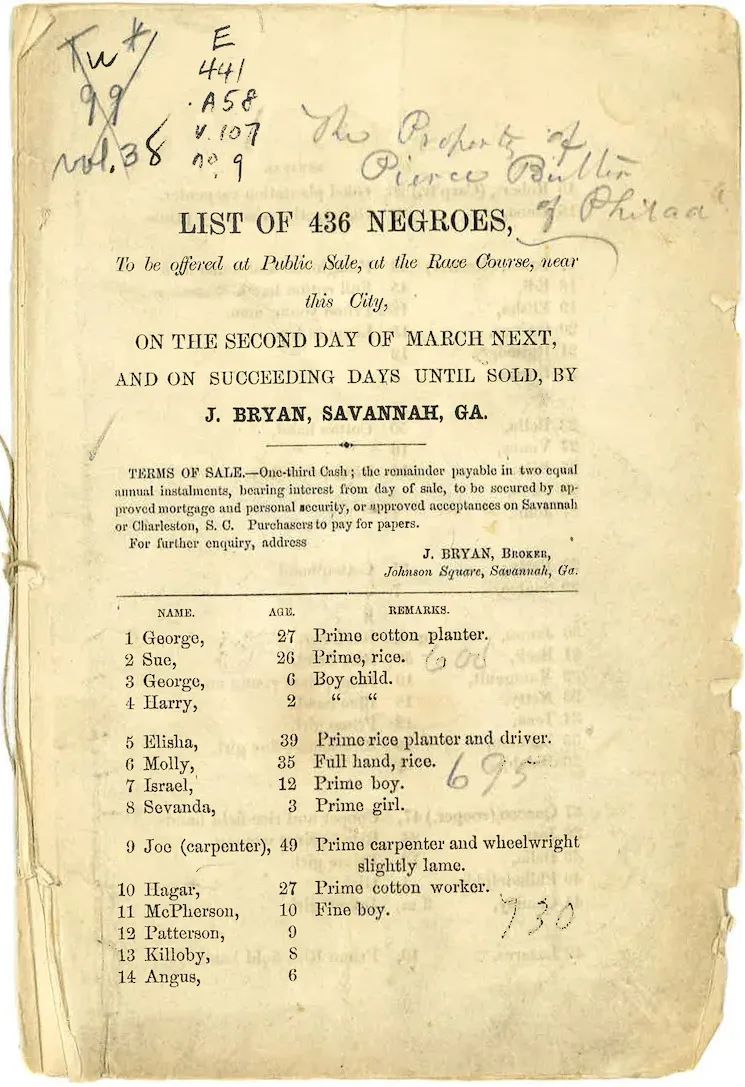 Tw *
99
vol. 38
E
441
.A58
v. 107
no. 9
The Property of
Pierce Butler
of Philad<sup>a</sup>
LIST OF 436 NEGROES,
To be offered at Public Sale, at the Race Course, near
this City,
ON THE SECOND DAY OF MARCH NEXT,
AND ON SUCCEEDING DAYS UNTIL SOLD, BY
J. BRYAN, SAVANNAH, GA.
TERMS OF SALE.—One-third Cash; the remainder payable in two equal
annual instalments, bearing interest from day of sale, to be secured by ap-
proved mortgage and personal security, or approved acceptances on Savannah
or Charleston, S. C. Purchasers to pay for papers.
For further enquiry, address
J. BRYAN, BROKER,
Johnson Square, Savannah, Ga.
NAME. AGE. REMARKS.
1 George, 27 Prime cotton planter.
2 Sue, 26 Prime, rice. 600
3 George, 6 Boy child.
4 Harry, 2 “ “
5 Elisha, 39 Prime rice planter and driver.
6 Molly, 35 Full hand, rice. 695
7 Israel, 12 Prime boy.
8 Sevanda, 3 Prime girl.
9 Joe (carpenter), 49 Prime carpenter and wheelwright
slightly lame.
10 Hagar, 27 Prime cotton worker.
11 McPherson, 10 Fine boy. 730
12 Patterson, 9
13 Killoby, 8
14 Angus, 6